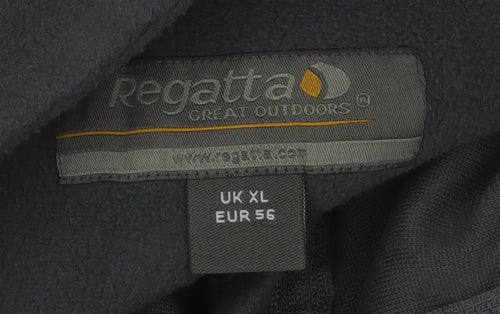 Regatta
GREAT OUTDOORS
www.regatta.com
UK XL
EUR 56